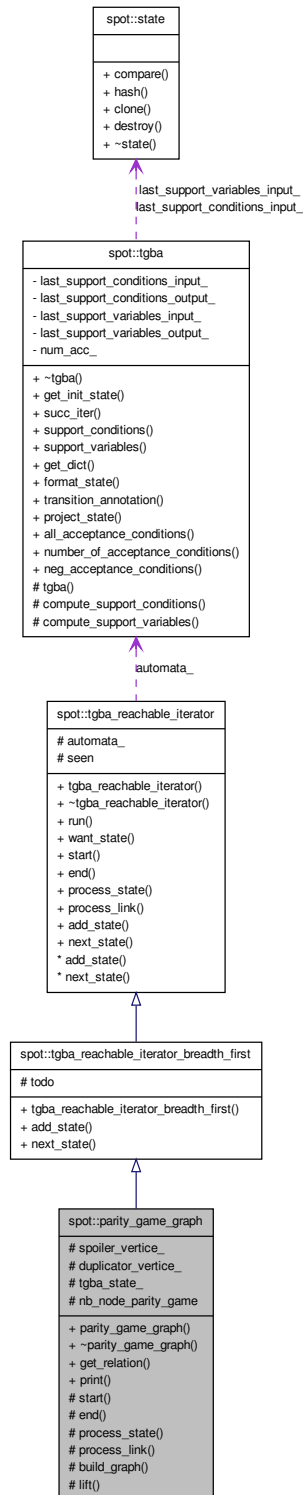 spot::state
+ compare()
+ hash()
+ clone()
+ destroy()
+ ~state()
last_support_variables_input_
last_support_conditions_input_
spot::tgba
- last_support_conditions_input_
- last_support_conditions_output_
- last_support_variables_input_
- last_support_variables_output_
- num_acc_
+ ~tgba()
+ get_init_state()
+ succ_iter()
+ support_conditions()
+ support_variables()
+ get_dict()
+ format_state()
+ transition_annotation()
+ project_state()
+ all_acceptance_conditions()
+ number_of_acceptance_conditions()
+ neg_acceptance_conditions()
# tgba()
# compute_support_conditions()
# compute_support_variables()
automata_
spot::tgba_reachable_iterator
# automata_
# seen
+ tgba_reachable_iterator()
+ ~tgba_reachable_iterator()
+ run()
+ want_state()
+ start()
+ end()
+ process_state()
+ process_link()
+ add_state()
+ next_state()
* add_state()
* next_state()
spot::tgba_reachable_iterator_breadth_first
# todo
+ tgba_reachable_iterator_breadth_first()
+ add_state()
+ next_state()
spot::parity_game_graph
# spoiler_vertice_
# duplicator_vertice_
# tgba_state_
# nb_node_parity_game
+ parity_game_graph()
+ ~parity_game_graph()
+ get_relation()
+ print()
# start()
# end()
# process_state()
# process_link()
# build_graph()
# lift()